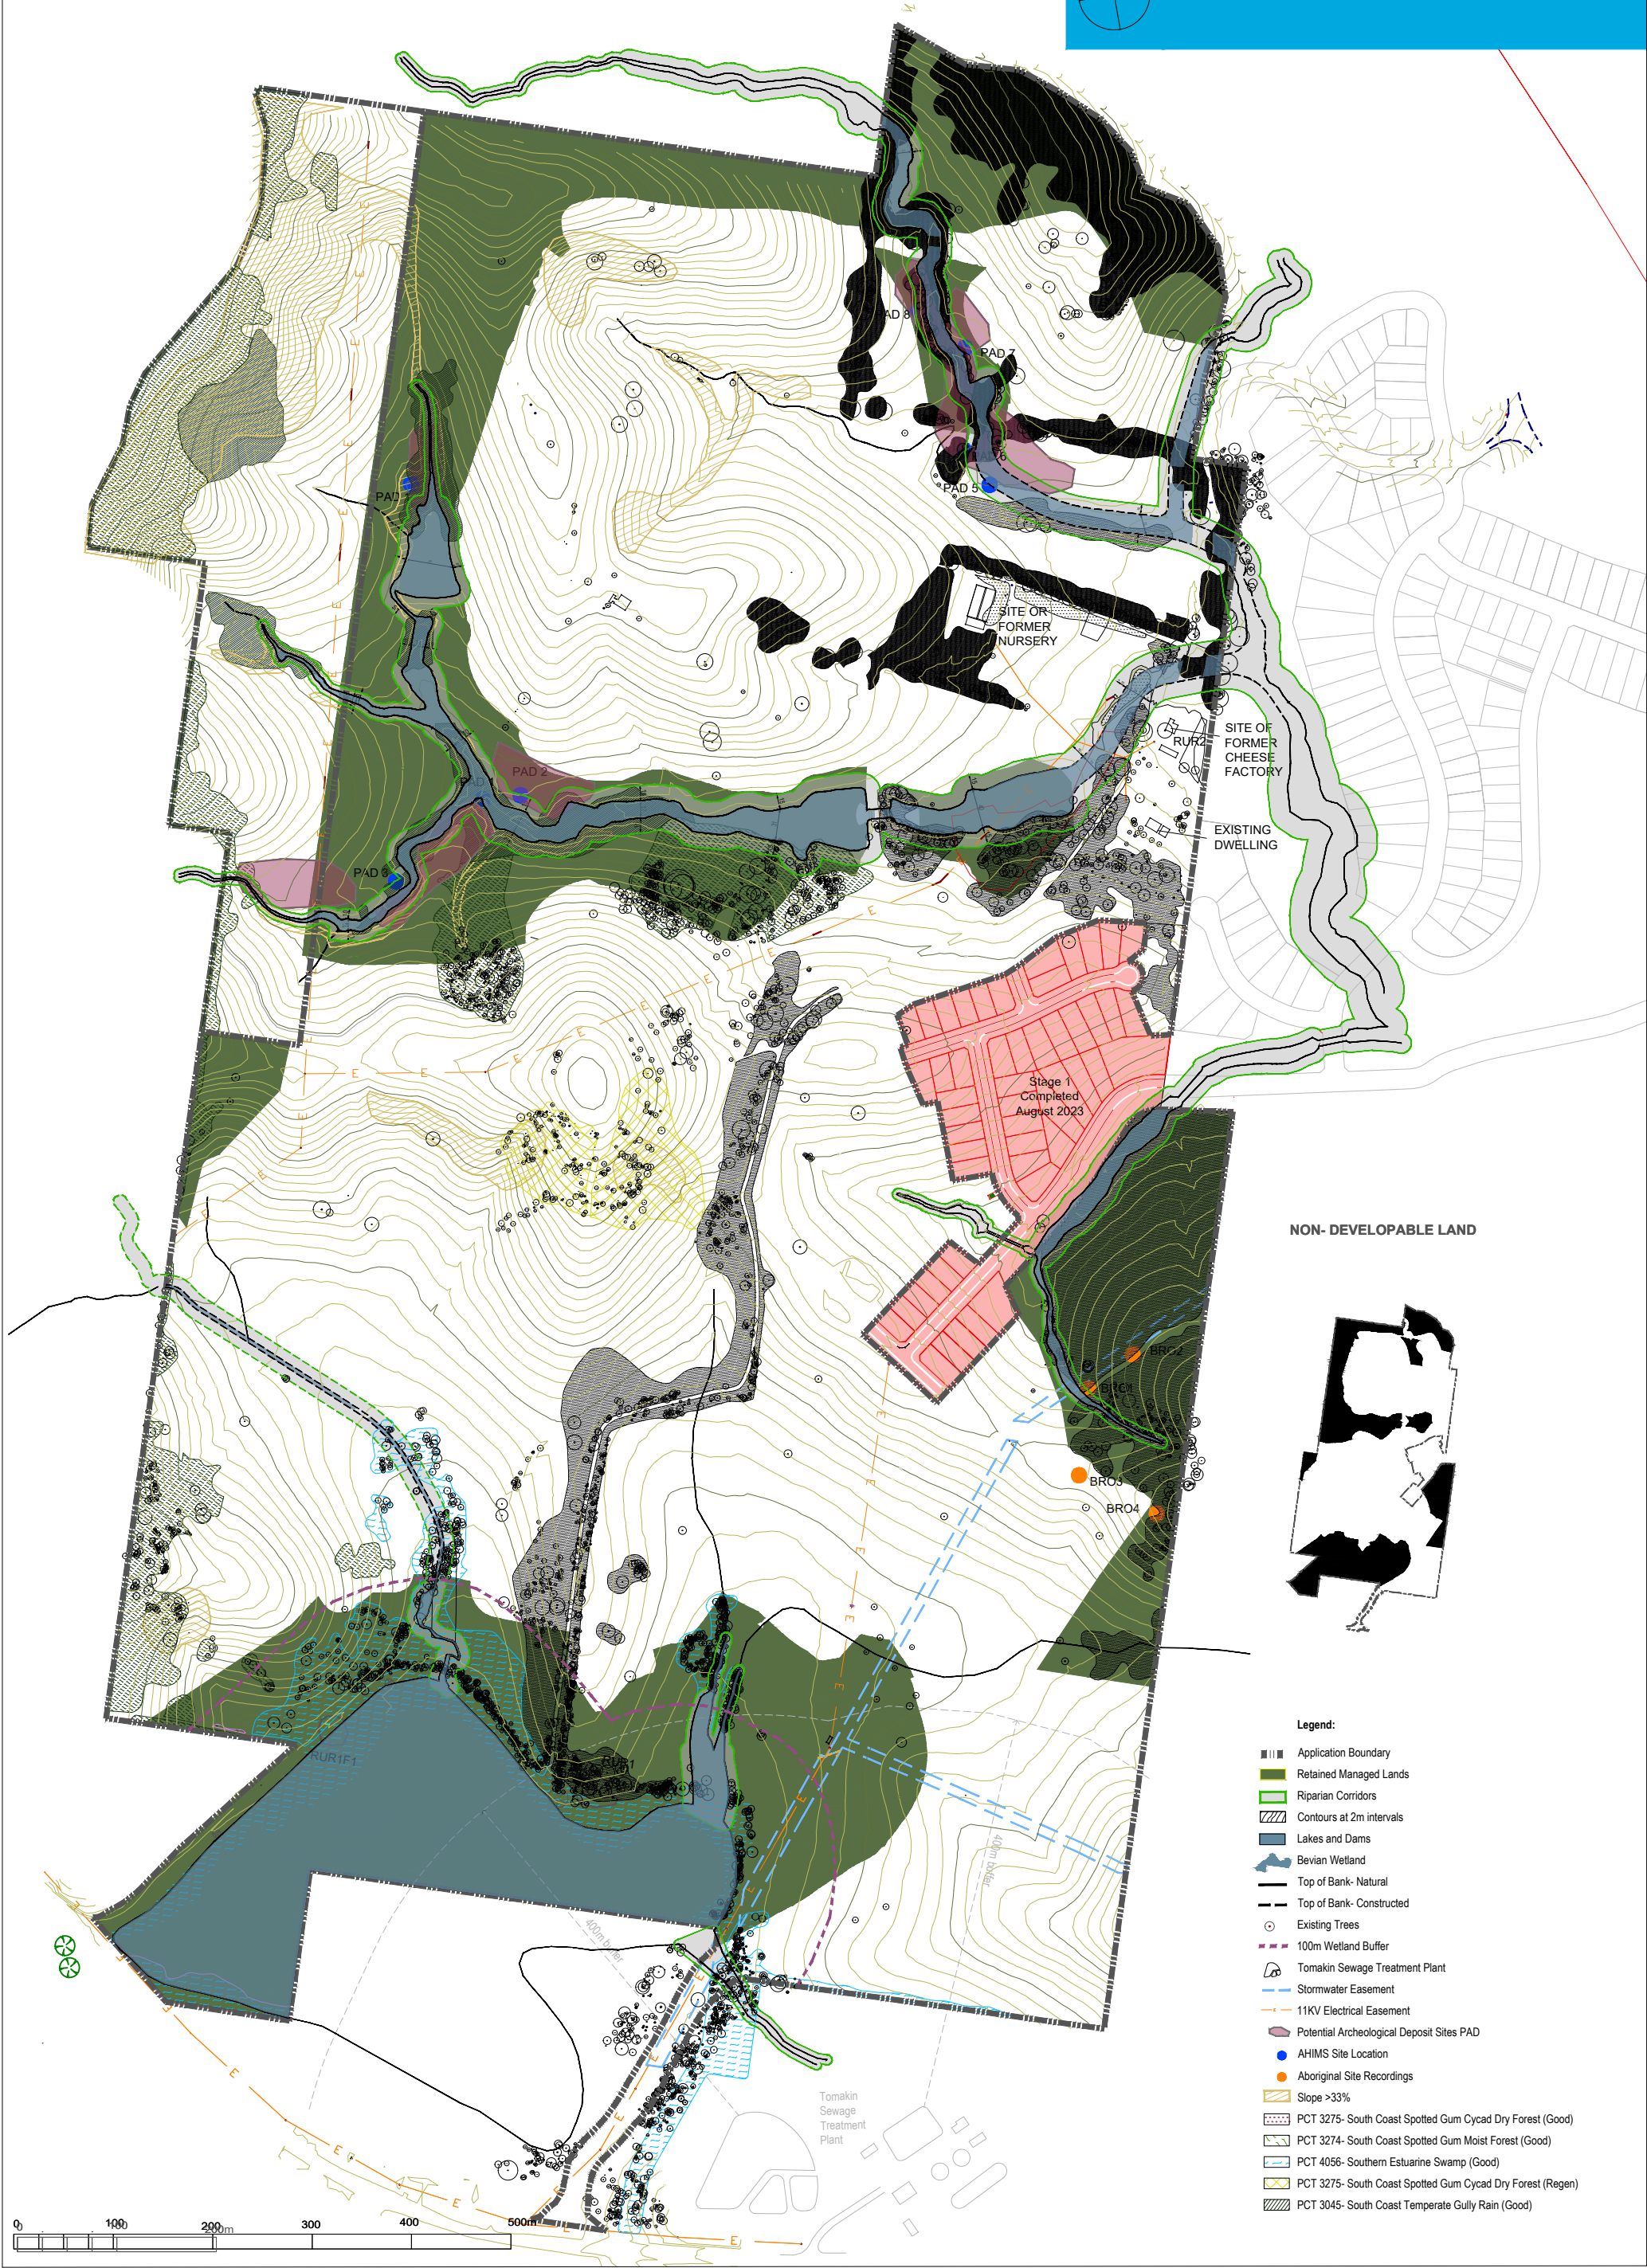 PAD 8
PAD 7
PAD 6
PAD 5
PAD
SITE OR
FORMER
NURSERY
RUR2
SITE OF
FORMER
CHEESE
FACTORY
PAD 2
PAD 1
EXISTING
DWELLING
PAD 3
E
E
E
E
Stage 1
Completed
August 2023
NON- DEVELOPABLE LAND
BRO2
BRO1
BRO3
BRO4
RUR1F1
RUR1
400m buffer
400m buffer
Tomakin
Sewage
Treatment
Plant
Legend:
Application Boundary
Retained Managed Lands
Riparian Corridors
Contours at 2m intervals
Lakes and Dams
Bevian Wetland
Top of Bank- Natural
Top of Bank- Constructed
Existing Trees
100m Wetland Buffer
Tomakin Sewage Treatment Plant
Stormwater Easement
11KV Electrical Easement
Potential Archeological Deposit Sites PAD
AHIMS Site Location
Aboriginal Site Recordings
Slope >33%
PCT 3275- South Coast Spotted Gum Cycad Dry Forest (Good)
PCT 3274- South Coast Spotted Gum Moist Forest (Good)
PCT 4056- Southern Estuarine Swamp (Good)
PCT 3275- South Coast Spotted Gum Cycad Dry Forest (Regen)
PCT 3045- South Coast Temperate Gully Rain (Good)
0 100 200m 300 400 500m